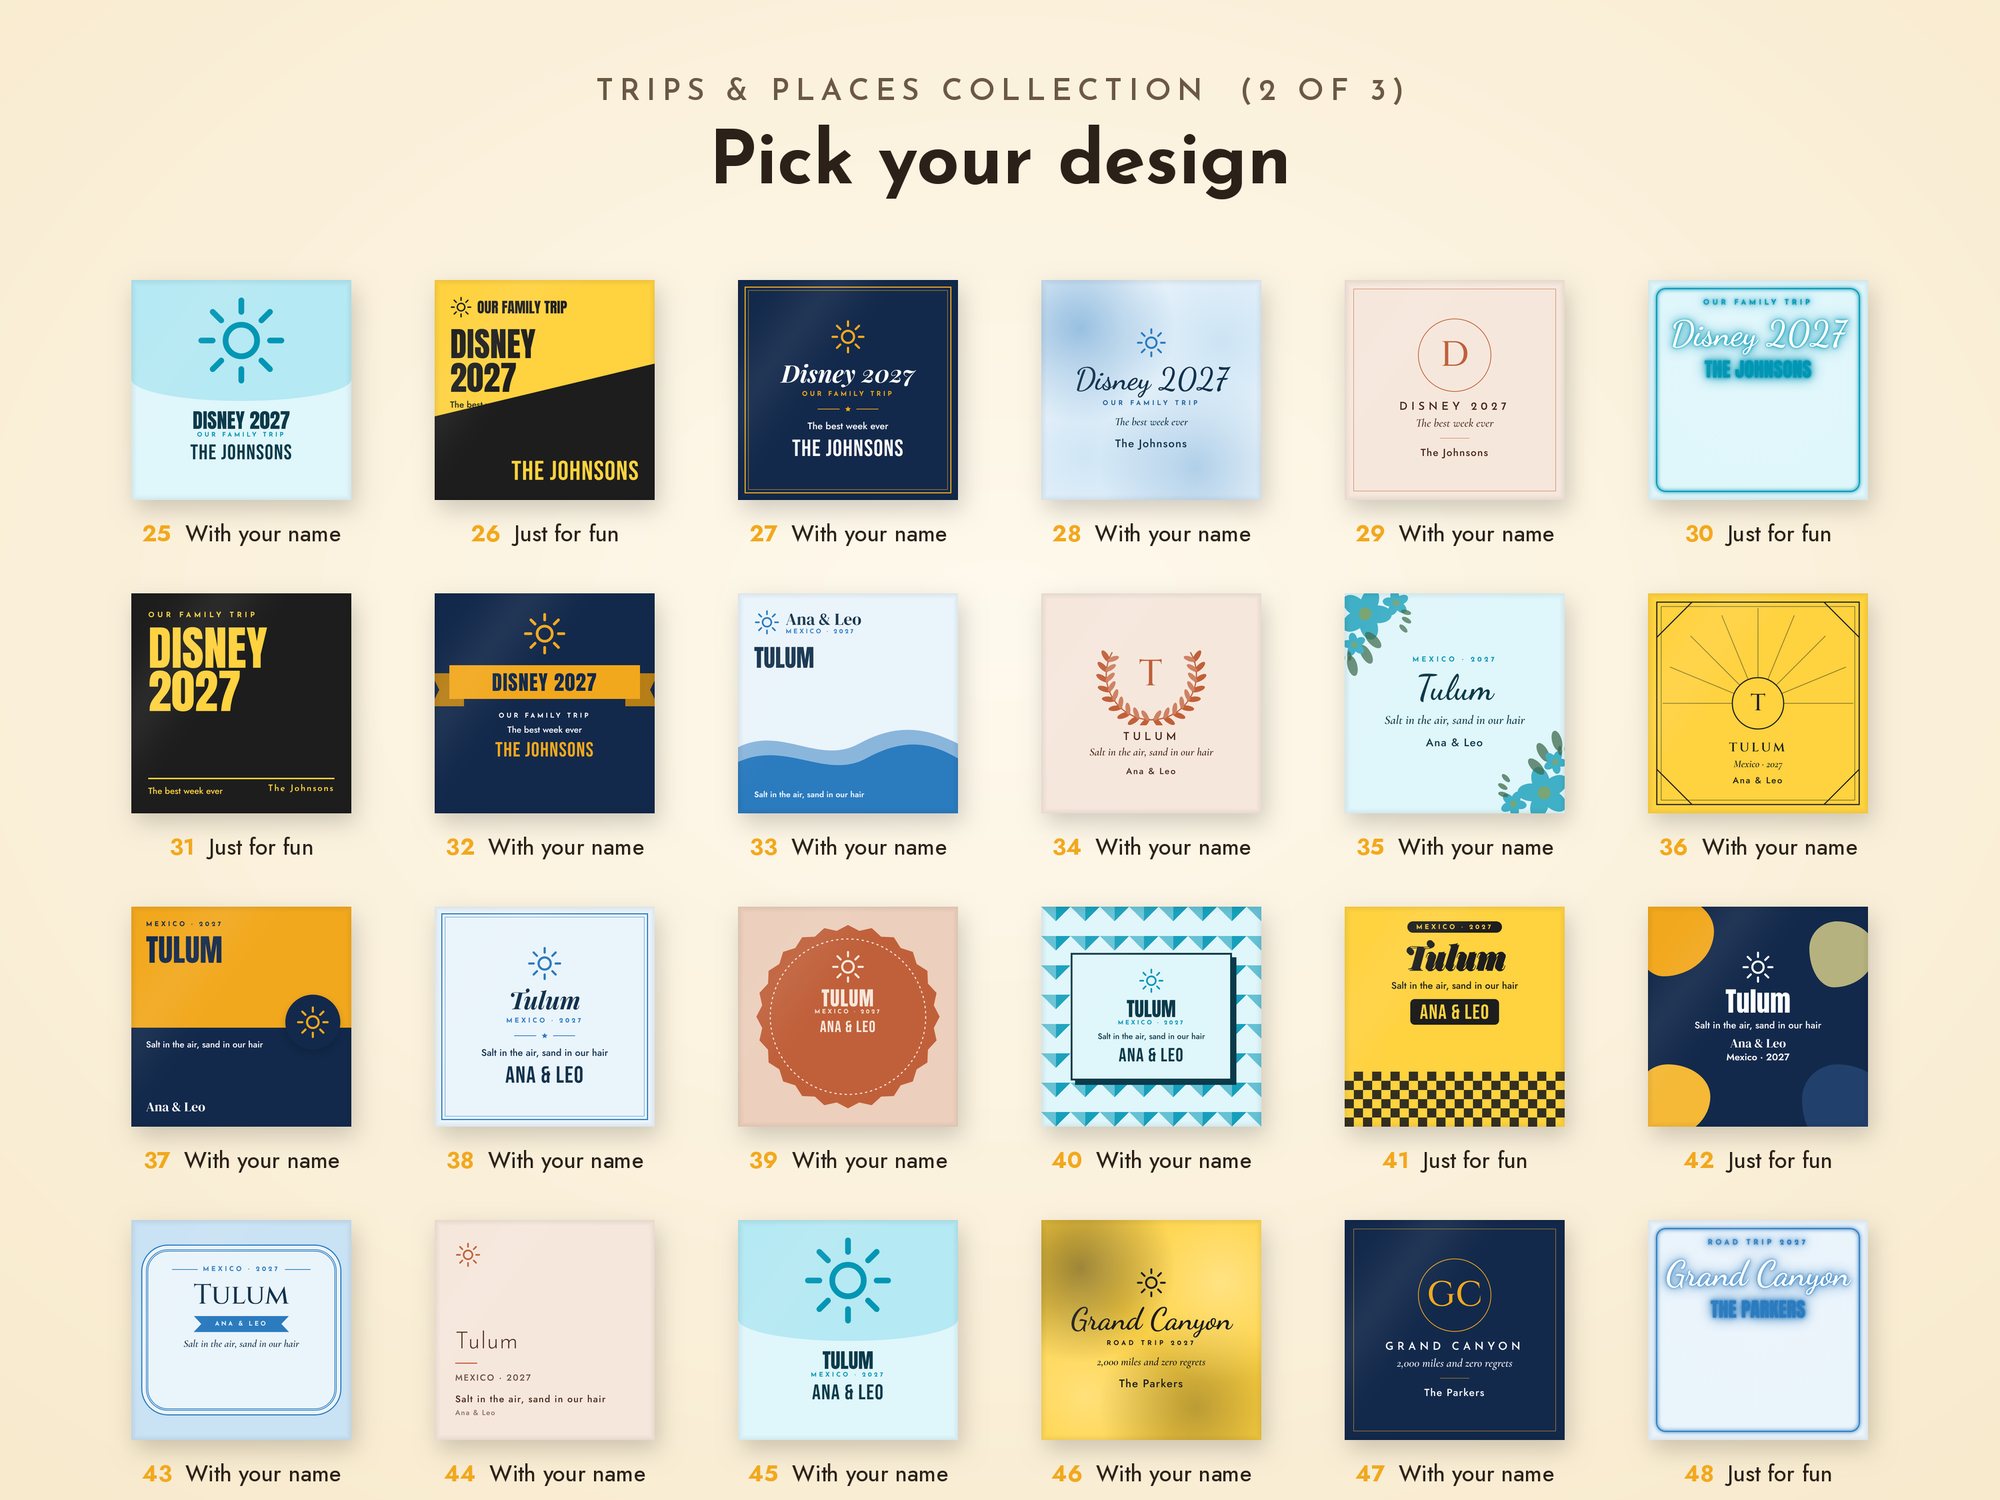 TRIPS & PLACES COLLECTION (2 OF 3)
Pick your design
DISNEY 2027
OUR FAMILY TRIP
THE JOHNSONS
25 With your name
OUR FAMILY TRIP
DISNEY
2027
The best
THE JOHNSONS
26 Just for fun
Disney 2027
OUR FAMILY TRIP
The best week ever
THE JOHNSONS
27 With your name
Disney 2027
OUR FAMILY TRIP
The best week ever
The Johnsons
28 With your name
D
DISNEY 2027
The best week ever
The Johnsons
29 With your name
OUR FAMILY TRIP
Disney 2027
THE JOHNSONS
30 Just for fun
OUR FAMILY TRIP
DISNEY
2027
The best week ever
The Johnsons
31 Just for fun
DISNEY 2027
OUR FAMILY TRIP
The best week ever
THE JOHNSONS
32 With your name
Ana & Leo
MEXICO · 2027
TULUM
Salt in the air, sand in our hair
33 With your name
T
TULUM
Salt in the air, sand in our hair
Ana & Leo
34 With your name
MEXICO · 2027
Tulum
Salt in the air, sand in our hair
Ana & Leo
35 With your name
T
TULUM
Mexico · 2027
Ana & Leo
36 With your name
MEXICO · 2027
TULUM
Salt in the air, sand in our hair
Ana & Leo
37 With your name
Tulum
MEXICO · 2027
Salt in the air, sand in our hair
ANA & LEO
38 With your name
TULUM
MEXICO · 2027
ANA & LEO
39 With your name
TULUM
MEXICO · 2027
Salt in the air, sand in our hair
ANA & LEO
40 With your name
MEXICO · 2027
Tulum
Salt in the air, sand in our hair
ANA & LEO
41 Just for fun
Tulum
Salt in the air, sand in our hair
Ana & Leo
Mexico · 2027
42 Just for fun
MEXICO · 2027
TULUM
ANA & LEO
Salt in the air, sand in our hair
43 With your name
Tulum
MEXICO · 2027
Salt in the air, sand in our hair
Ana & Leo
44 With your name
TULUM
MEXICO · 2027
ANA & LEO
45 With your name
Grand Canyon
ROAD TRIP 2027
2,000 miles and zero regrets
The Parkers
46 With your name
GC
GRAND CANYON
2,000 miles and zero regrets
The Parkers
47 With your name
ROAD TRIP 2027
Grand Canyon
THE PARKERS
48 Just for fun